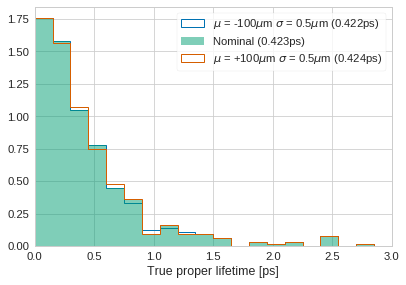 μ = -100μm σ = 0.5μm (0.422ps)
Nominal (0.423ps)
μ = +100μm σ = 0.5μm (0.424ps)
1.75
1.50
1.25
1.00
0.75
0.50
0.25
0.00
0.0 0.5 1.0 1.5 2.0 2.5 3.0
True proper lifetime [ps]